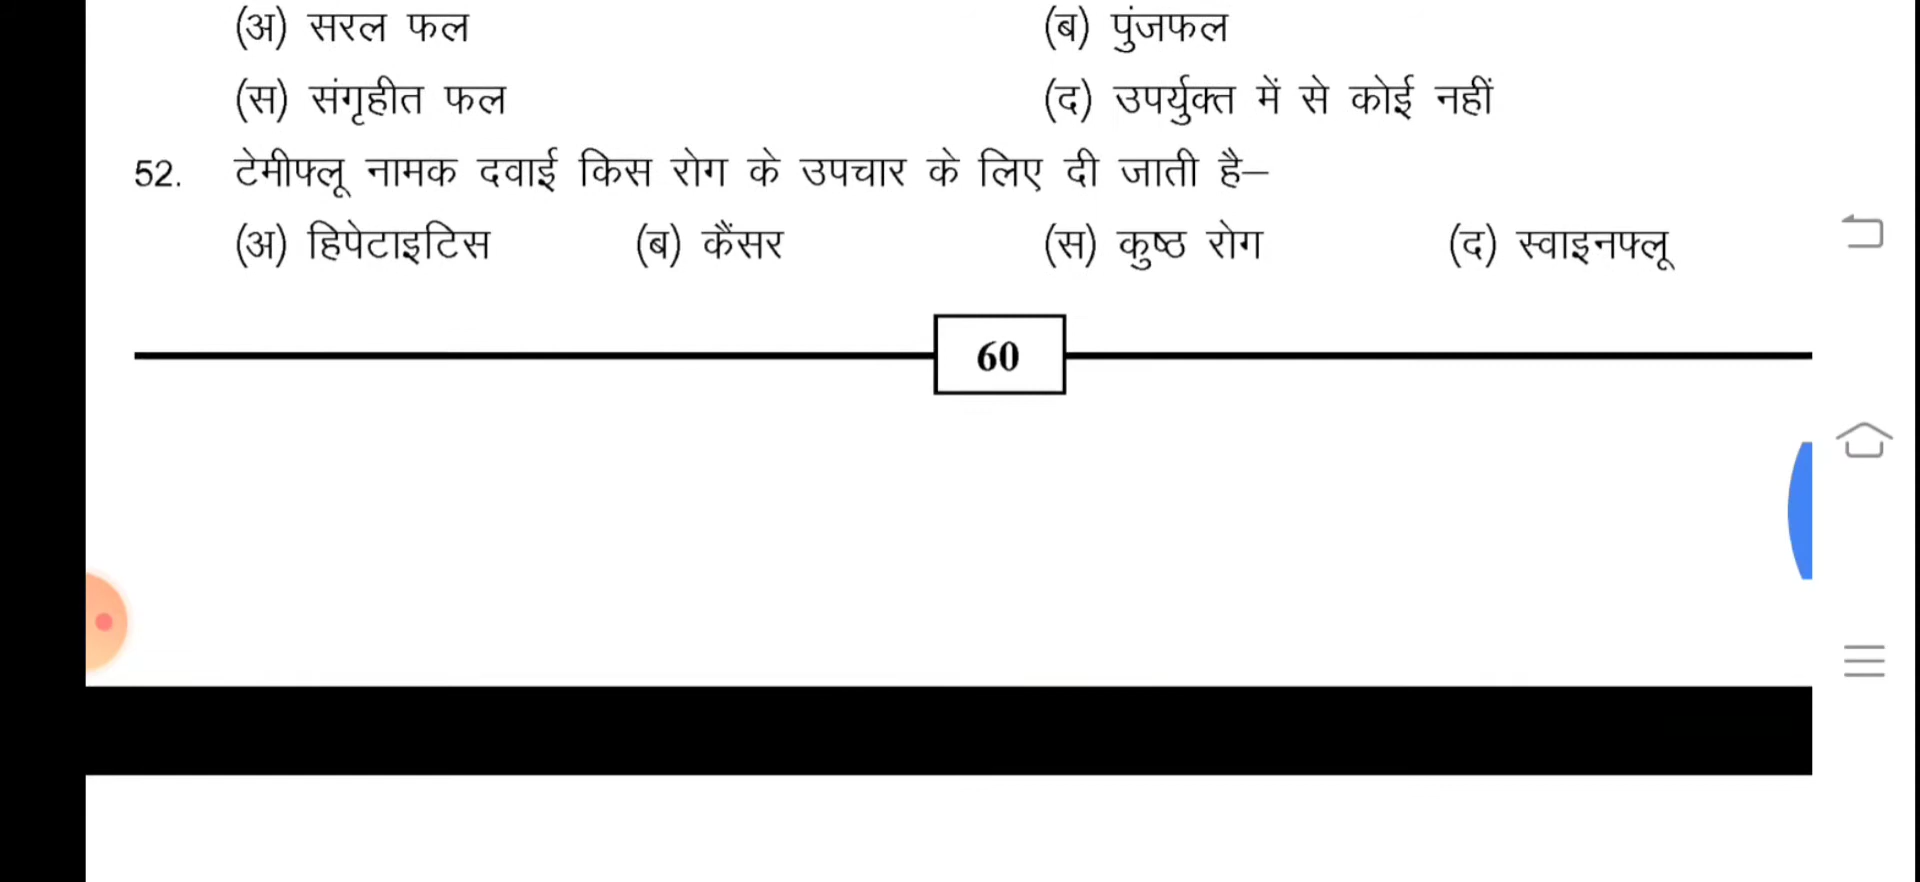 (अ) सरल फल (ब) पुंजफल
(स) संगृहीत फल (द) उपर्युक्त में से कोई नहीं
52. टेमीफ्लू नामक दवाई किस रोग के उपचार के लिए दी जाती है–
(अ) हिपेटाइटिस (ब) कैंसर (स) कुष्ठ रोग (द) स्वाइनफ्लू
60